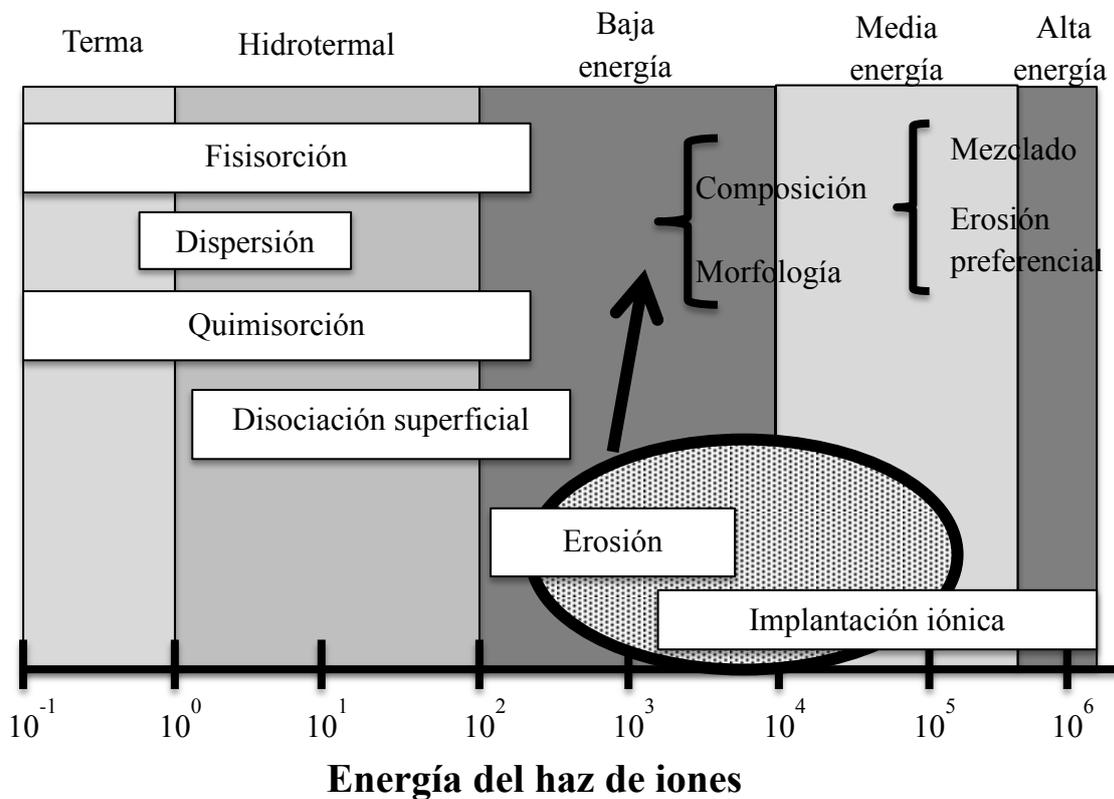 Terma
Hidrotermal
Baja
energía
Media
energía
Alta
energía
Fisisorción
Dispersión
Quimisorción
Disociación superficial
Erosión
Implantación iónica
Composición
Morfología
Mezclado
Erosión
preferencial
10^-1 10^0 10^1 10^2 10^3 10^4 10^5 10^6
Energía del haz de iones